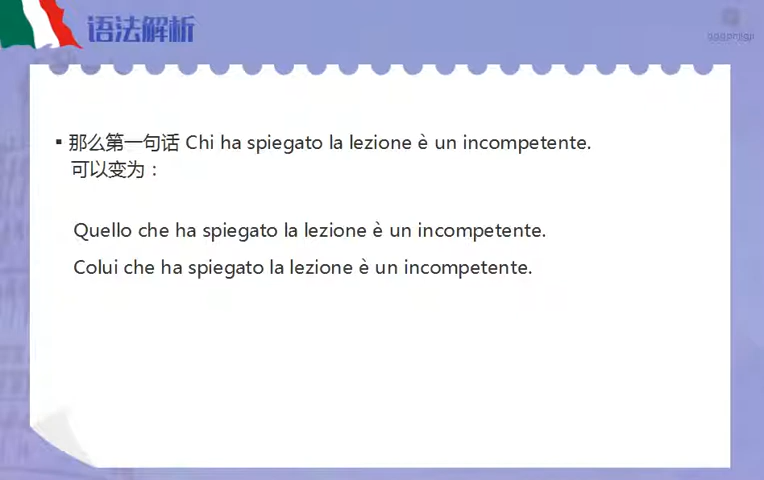 语法解析
▪ 那么第一句话 Chi ha spiegato la lezione è un incompetente.
可以变为：
Quello che ha spiegato la lezione è un incompetente.
Colui che ha spiegato la lezione è un incompetente.